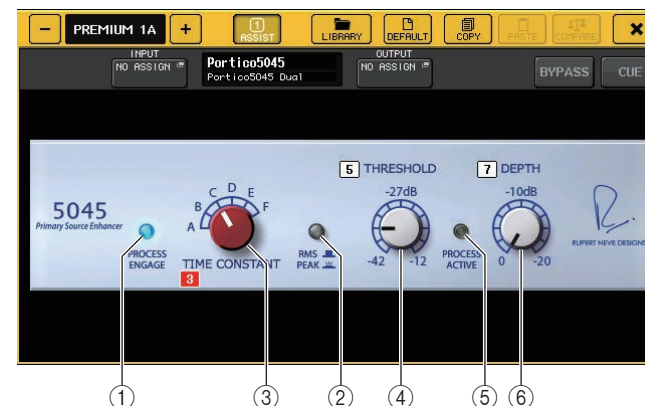 PREMIUM 1A
1
ASSIST
LIBRARY
DEFAULT
COPY
PASTE
COMPARE
INPUT
NO ASSIGN
Portico5045
Portico5045 Dual
OUTPUT
NO ASSIGN
BYPASS
CUE
5 THRESHOLD
7 DEPTH
-27dB
-10dB
5045
Primary Source Enhancer
A
B
C
D
E
F
PROCESS
ENGAGE
TIME CONSTANT
3
RMS
PEAK
-42
-12
PROCESS
ACTIVE
0
-20
RUPERT NEVE DESIGNS
1
3
2
4
5
6